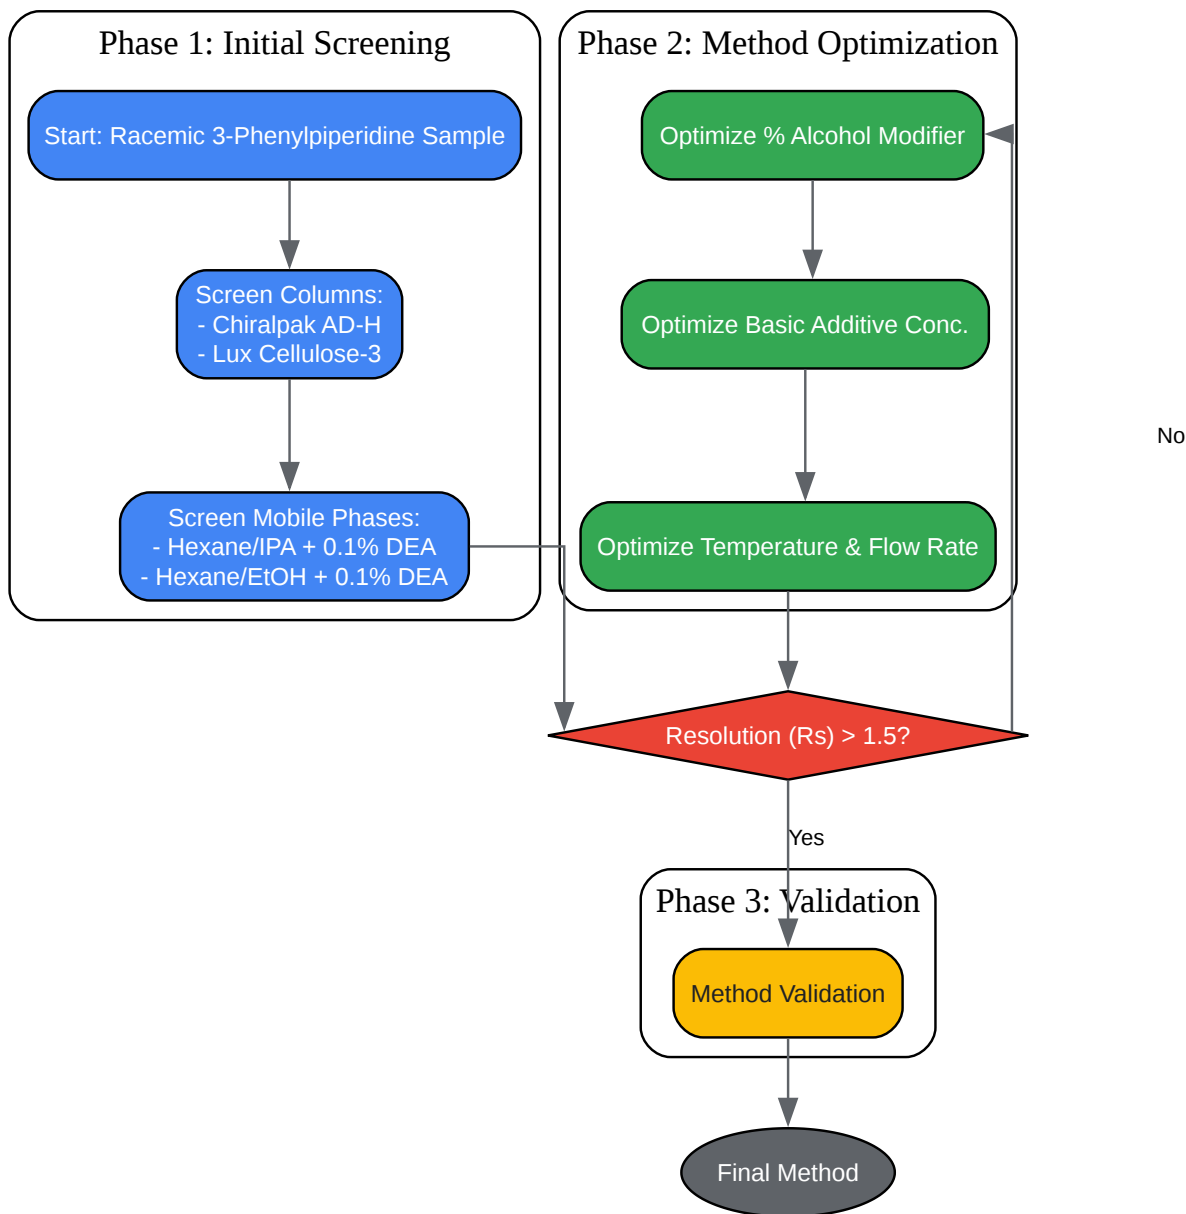 Phase 1: Initial Screening
Start: Racemic 3-Phenylpiperidine Sample
Screen Columns:
- Chiralpak AD-H
- Lux Cellulose-3
Screen Mobile Phases:
- Hexane/IPA + 0.1% DEA
- Hexane/EtOH + 0.1% DEA
Phase 2: Method Optimization
Optimize % Alcohol Modifier
Optimize Basic Additive Conc.
Optimize Temperature & Flow Rate
No
Resolution (Rs) > 1.5?
Yes
Phase 3: Validation
Method Validation
Final Method